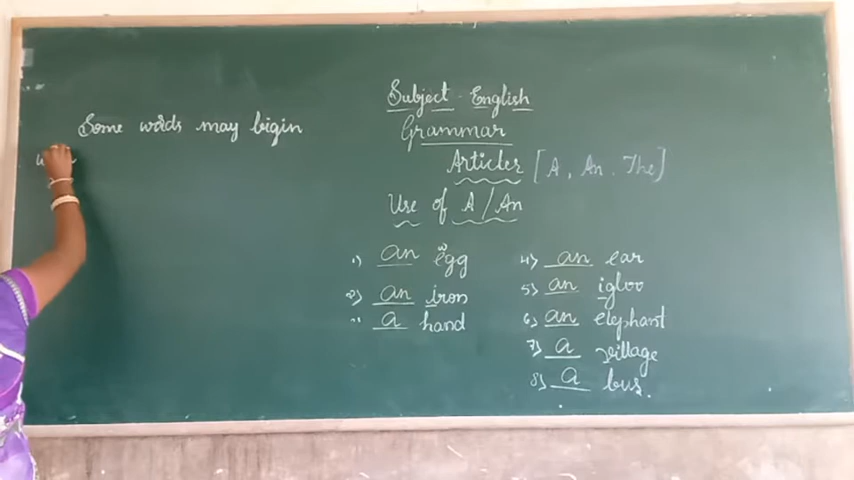 Some words may bigin
Subject - English
Grammar
Articles [A, An. The]
Use of A/An
1) an egg
2) an iron
a hand
4) an ear
5) an igloo
6) an elephant
7) a village
8) a bus.